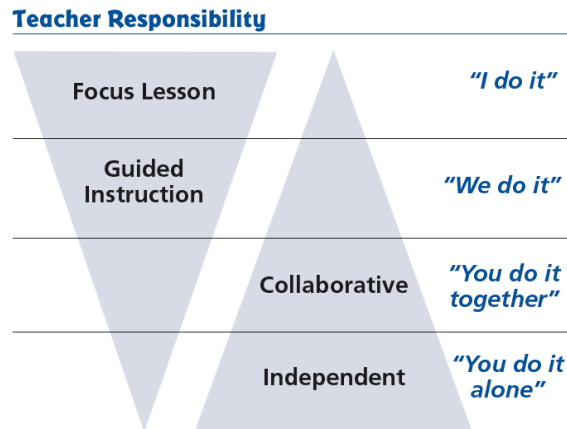 Teacher Responsibility
Focus Lesson
"I do it"
Guided
Instruction
"We do it"
Collaborative
"You do it
together"
Independent
"You do it
alone"